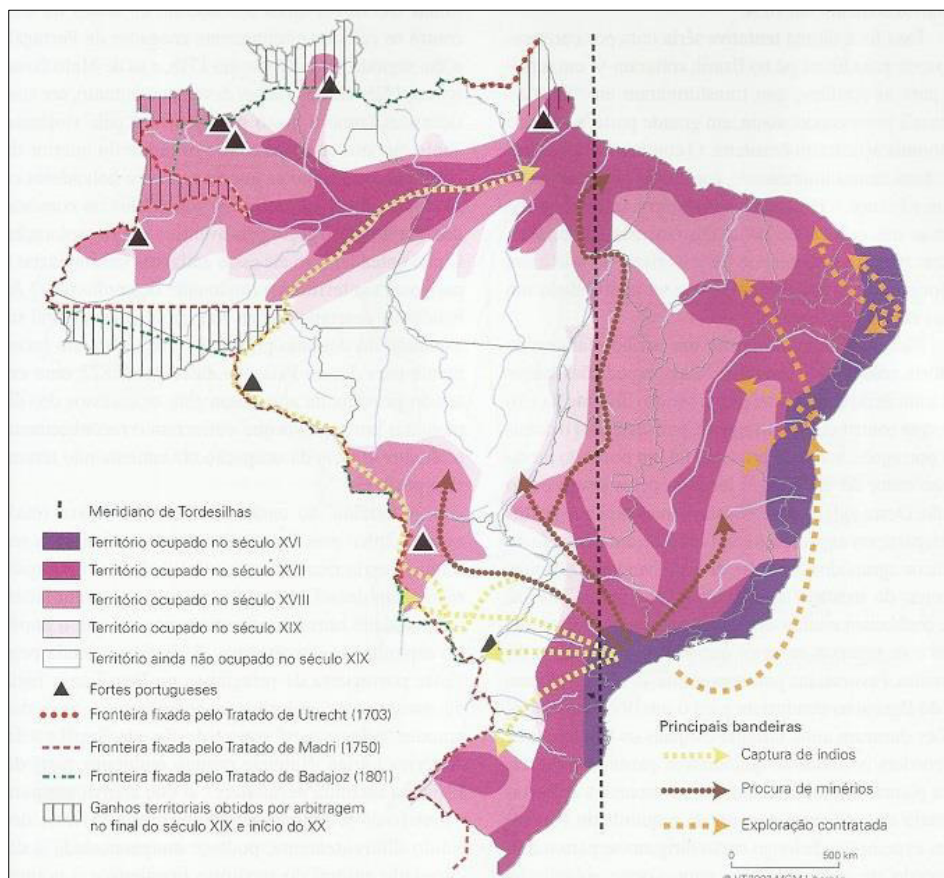 Meridiano de Tordesilhas
Território ocupado no século XVI
Território ocupado no século XVII
Território ocupado no século XVIII
Território ocupado no século XIX
Território ainda não ocupado no século XIX
Fortes portugueses
Fronteira fixada pelo Tratado de Utrecht (1703)
Fronteira fixada pelo Tratado de Madri (1750)
Fronteira fixada pelo Tratado de Badajoz (1801)
Ganhos territoriais obtidos por arbitragem
no final do século XIX e início do XX
Principais bandeiras
Captura de índios
Procura de minérios
Exploração contratada
0 500 km